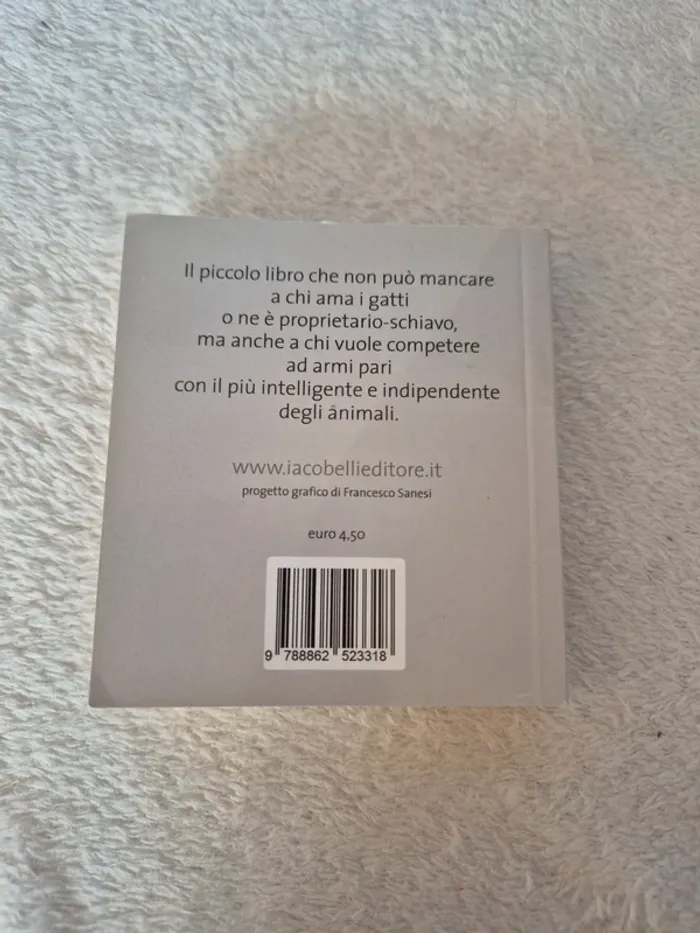 Il piccolo libro che non può mancare
a chi ama i gatti
o ne è proprietario-schiavo,
ma anche a chi vuole competere
ad armi pari
con il più intelligente e indipendente
degli animali.
www.iacobellieditore.it
progetto grafico di Francesco Sanesi
euro 4,50
9 788862 523318